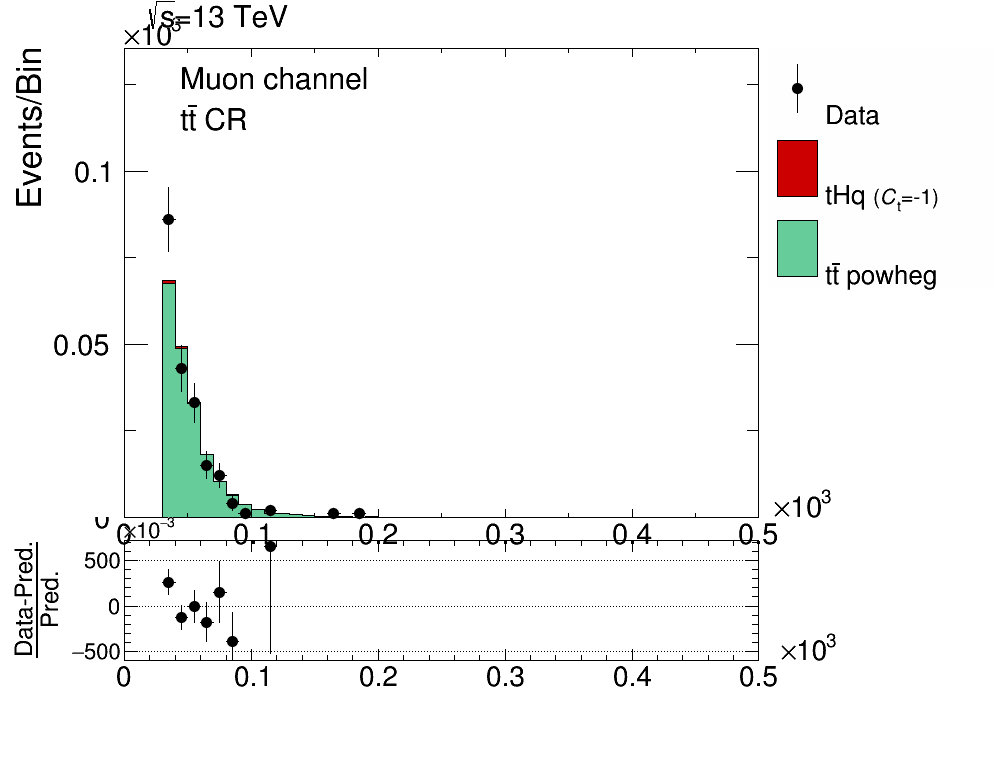 √s=13 TeV
×10³
Events/Bin
Muon channel
tt̄ CR
Data
tHq (Cₜ=-1)
tt̄ powheg
0.1
0.05
0
×10³
0 0.1 0.2 0.3 0.4 0.5
×10⁻³
Data-Pred.
Pred.
500
0
−500
×10³
0 0.1 0.2 0.3 0.4 0.5